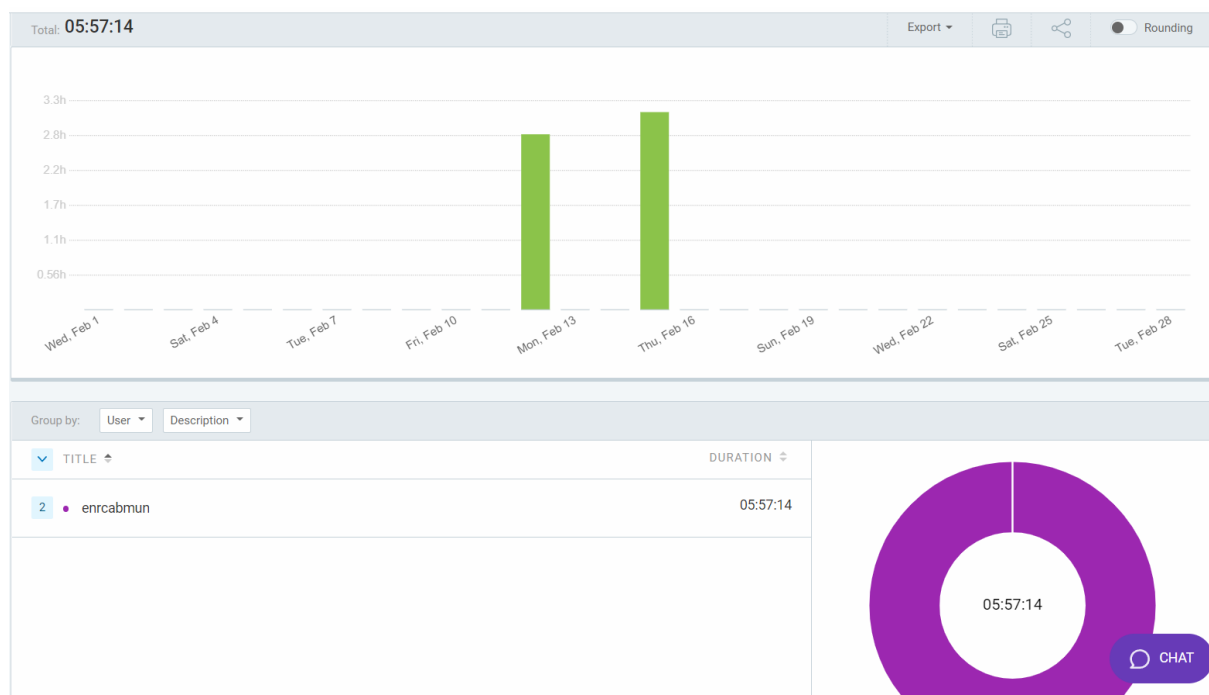 Total: 05:57:14 Export Rounding
3.3h
2.8h
2.2h
1.7h
1.1h
0.56h
Wed, Feb 1 Sat, Feb 4 Tue, Feb 7 Fri, Feb 10 Mon, Feb 13 Thu, Feb 16 Sun, Feb 19 Wed, Feb 22 Sat, Feb 25 Tue, Feb 28
Group by: User Description
TITLE DURATION
2 enrcabmun 05:57:14
05:57:14
CHAT